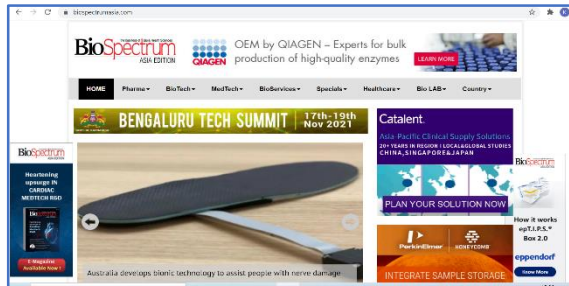 biospectrumasia.com
BioSpectrum
ASIA EDITION
QIAGEN
OEM by QIAGEN – Experts for bulk
production of high-quality enzymes
LEARN MORE
HOME Pharma BioTech MedTech BioServices Specials Healthcare Bio LAB Country
BENGALURU TECH SUMMIT 17th-19th
Nov 2021
Catalent.
Asia-Pacific Clinical Supply Solutions
20+ YEARS IN REGION | LOCAL&GLOBAL STUDIES
CHINA,SINGAPORE&JAPAN
PLAN YOUR SOLUTION NOW
BioSpectrum
Heartening
upsurge IN
CARDIAC
MEDTECH R&D
E-Magazine
Available Now !
Australia develops bionic technology to assist people with nerve damage
PerkinElmer HONEYCOMB
INTEGRATE SAMPLE STORAGE
BioSpectrum
How it works
epT.I.P.S.®
Box 2.0
eppendorf
Know More